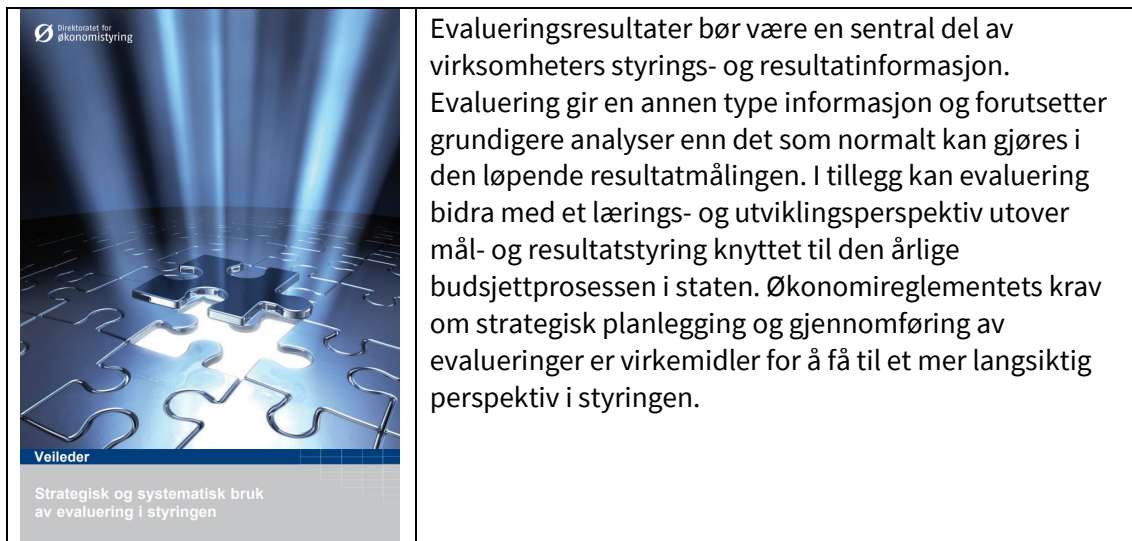 Direktoratet for
økonomistyring
Veileder
Strategisk og systematisk bruk
av evaluering i styringen
Evalueringsresultater bør være en sentral del av
virksomheters styrings- og resultatinformasjon.
Evaluering gir en annen type informasjon og forutsetter
grundigere analyser enn det som normalt kan gjøres i
den løpende resultatmålingen. I tillegg kan evaluering
bidra med et lærings- og utviklingsperspektiv utover
mål- og resultatstyring knyttet til den årlige
budsjettprosessen i staten. Økonomireglementets krav
om strategisk planlegging og gjennomføring av
evalueringer er virkemidler for å få til et mer langsiktig
perspektiv i styringen.